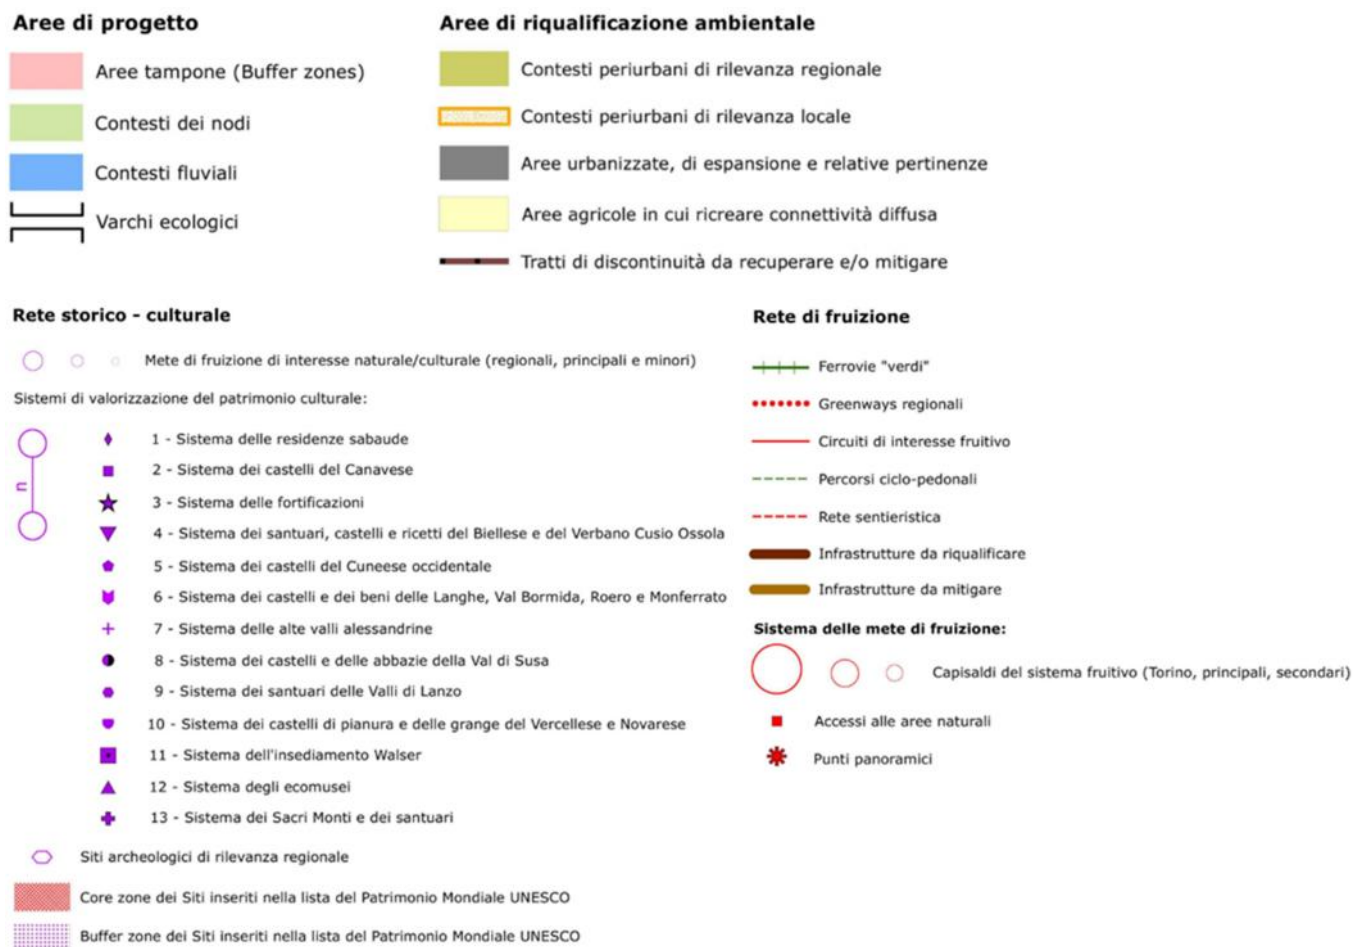 Aree di progetto
Aree tampone (Buffer zones)
Contesti dei nodi
Contesti fluviali
Varchi ecologici
Aree di riqualificazione ambientale
Contesti periurbani di rilevanza regionale
Contesti periurbani di rilevanza locale
Aree urbanizzate, di espansione e relative pertinenze
Aree agricole in cui ricreare connettività diffusa
Tratti di discontinuità da recuperare e/o mitigare
Rete storico - culturale
Mete di fruizione di interesse naturale/culturale (regionali, principali e minori)
Sistemi di valorizzazione del patrimonio culturale:
n
1 - Sistema delle residenze sabaude
2 - Sistema dei castelli del Canavese
3 - Sistema delle fortificazioni
4 - Sistema dei santuari, castelli e ricetti del Biellese e del Verbano Cusio Ossola
5 - Sistema dei castelli del Cuneese occidentale
6 - Sistema dei castelli e dei beni delle Langhe, Val Bormida, Roero e Monferrato
7 - Sistema delle alte valli alessandrine
8 - Sistema dei castelli e delle abbazie della Val di Susa
9 - Sistema dei santuari delle Valli di Lanzo
10 - Sistema dei castelli di pianura e delle grange del Vercellese e Novarese
11 - Sistema dell'insediamento Walser
12 - Sistema degli ecomusei
13 - Sistema dei Sacri Monti e dei santuari
Siti archeologici di rilevanza regionale
Core zone dei Siti inseriti nella lista del Patrimonio Mondiale UNESCO
Buffer zone dei Siti inseriti nella lista del Patrimonio Mondiale UNESCO
Rete di fruizione
Ferrovie "verdi"
Greenways regionali
Circuiti di interesse fruitivo
Percorsi ciclo-pedonali
Rete sentieristica
Infrastrutture da riqualificare
Infrastrutture da mitigare
Sistema delle mete di fruizione:
Capisaldi del sistema fruitivo (Torino, principali, secondari)
Accessi alle aree naturali
Punti panoramici